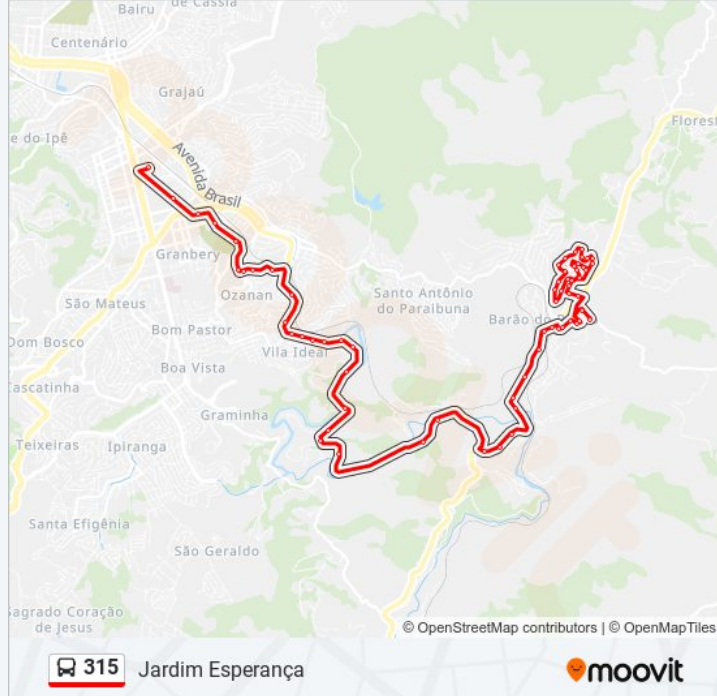 de Cassia
Bairu
Centenário
Grajaú
Florest
e do Ipê
Avenida Brasil
Granbery
Ozanan
Santo Antônio
do Paraibuna
São Mateus
Barão do
Bom Pastor
Dom Bosco
Vila Ideal
Boa Vista
Cascatinha
Graminha
Teixeiras
Ipiranga
Santa Efigênia
São Geraldo
Sagrado Coração
de Jesus
© OpenStreetMap contributors | © OpenMapTiles
315 Jardim Esperança
moovit